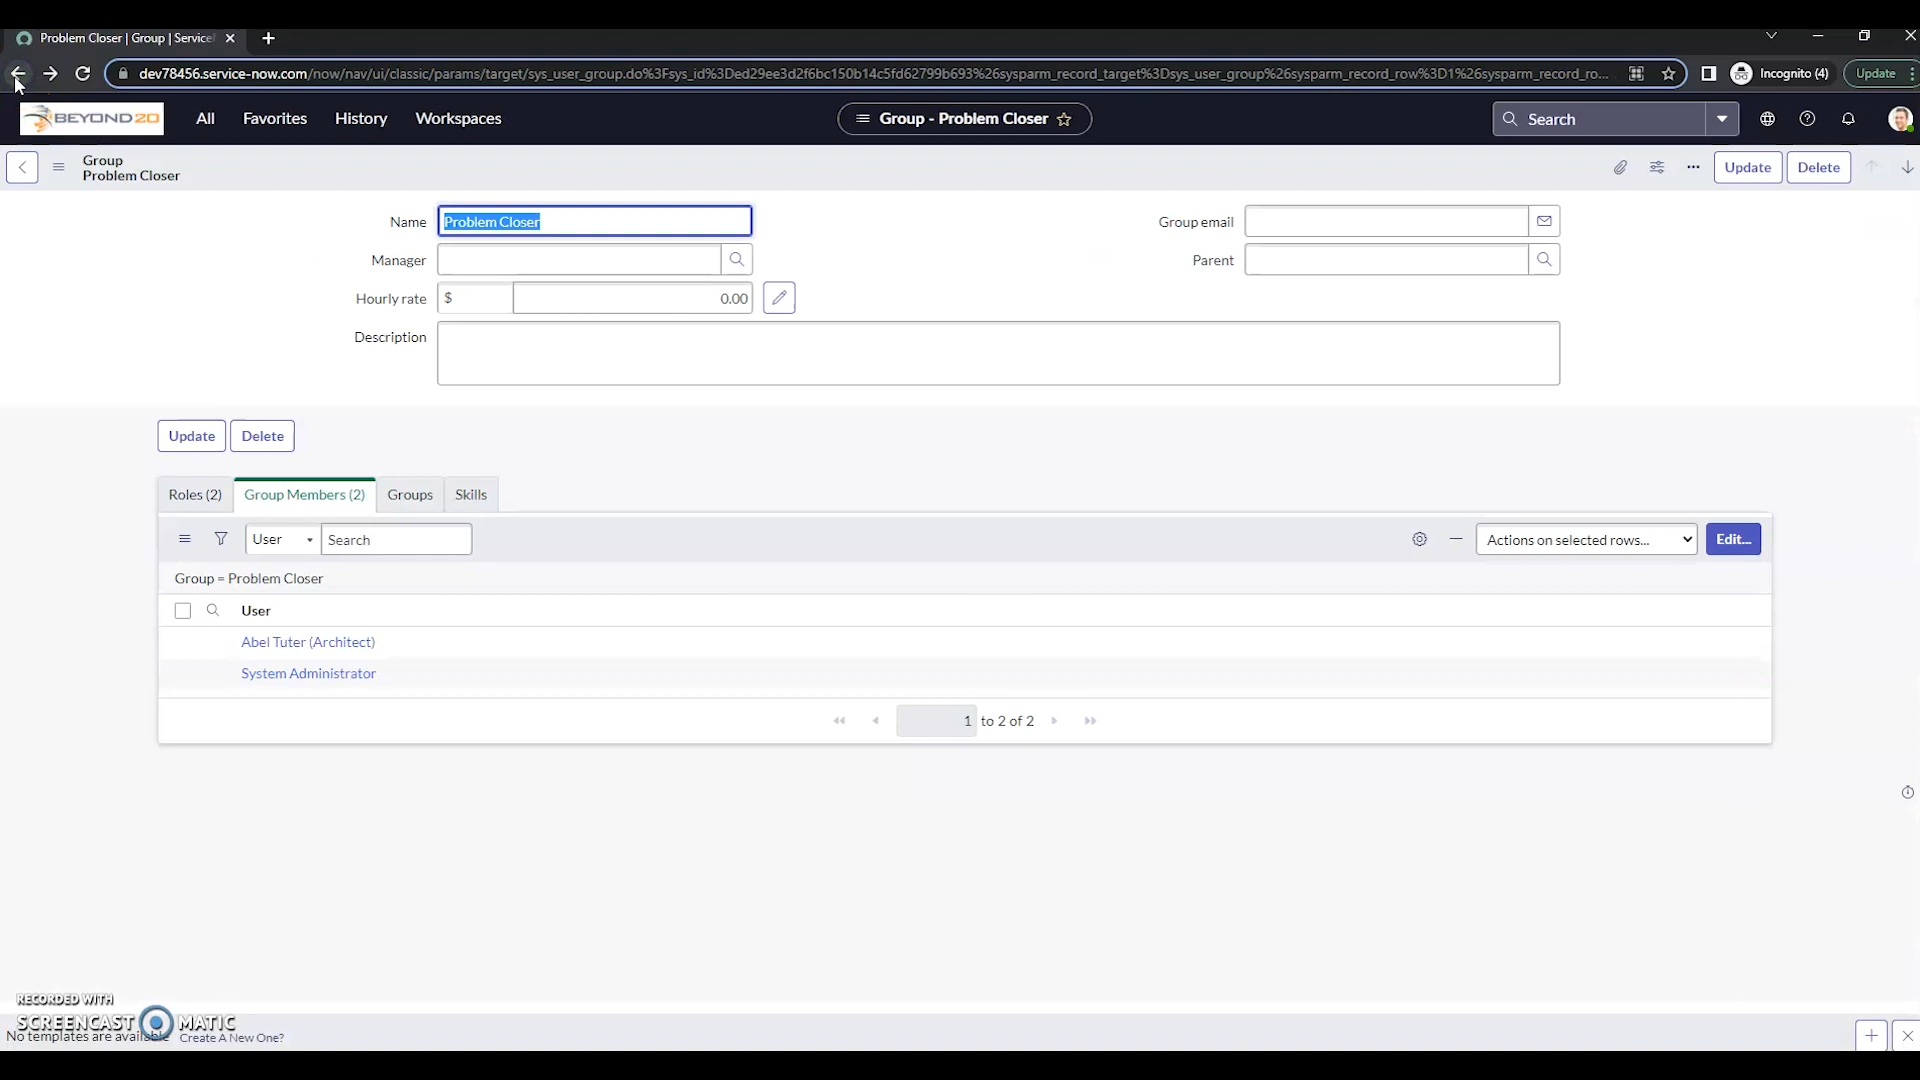 Problem Closer | Group | Service
dev78456.service-now.com/now/nav/ui/classic/params/target/sys_user_group.do%3Fsys_id%3Ded29ee3d2f6bc150b14c5fd62799b693%26sysparm_record_target%3Dsys_user_group%26sysparm_record_row%3D1%26sysparm_record_ro...
Incognito (4)
Update
BEYOND20
All
Favorites
History
Workspaces
Group - Problem Closer
Search
Group
Problem Closer
Update
Delete
Name
Problem Closer
Group email
Manager
Parent
Hourly rate
$
0.00
Description
Update
Delete
Roles (2)
Group Members (2)
Groups
Skills
User
Search
Actions on selected rows...
Edit...
Group = Problem Closer
User
Abel Tuter (Architect)
System Administrator
1 to 2 of 2
RECORDED WITH
SCREENCAST MATIC
No templates are available
Create A New One?